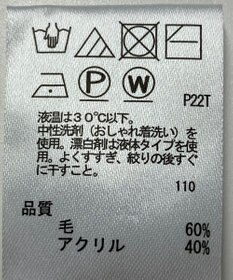 P
W
P22T
液温は30℃以下。
中性洗剤(おしゃれ着洗い)を
使用。漂白剤は液体タイプを使
用。よくすすぎ、絞りの後すぐ
に干すこと。
110
品質
毛 60%
アクリル 40%